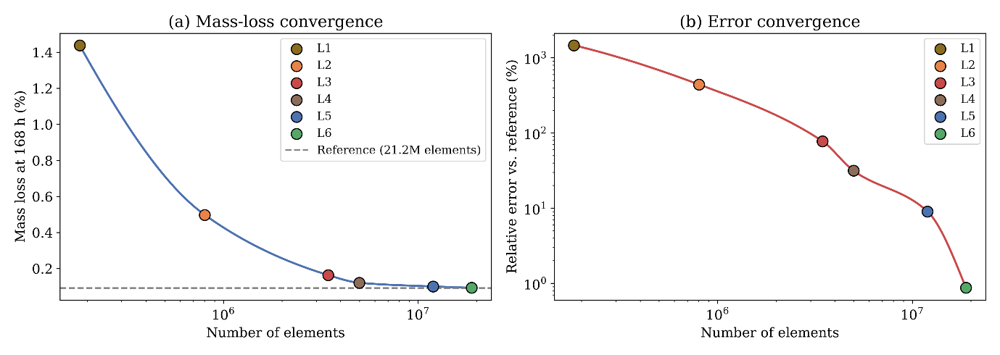 (a) Mass-loss convergence
Mass loss at 168 h (%)
1.4
1.2
1.0
0.8
0.6
0.4
0.2
L1
L2
L3
L4
L5
L6
Reference (21.2M elements)
10⁶
10⁷
Number of elements
(b) Error convergence
Relative error vs. reference (%)
10³
10²
10¹
10⁰
L1
L2
L3
L4
L5
L6
10⁶
10⁷
Number of elements